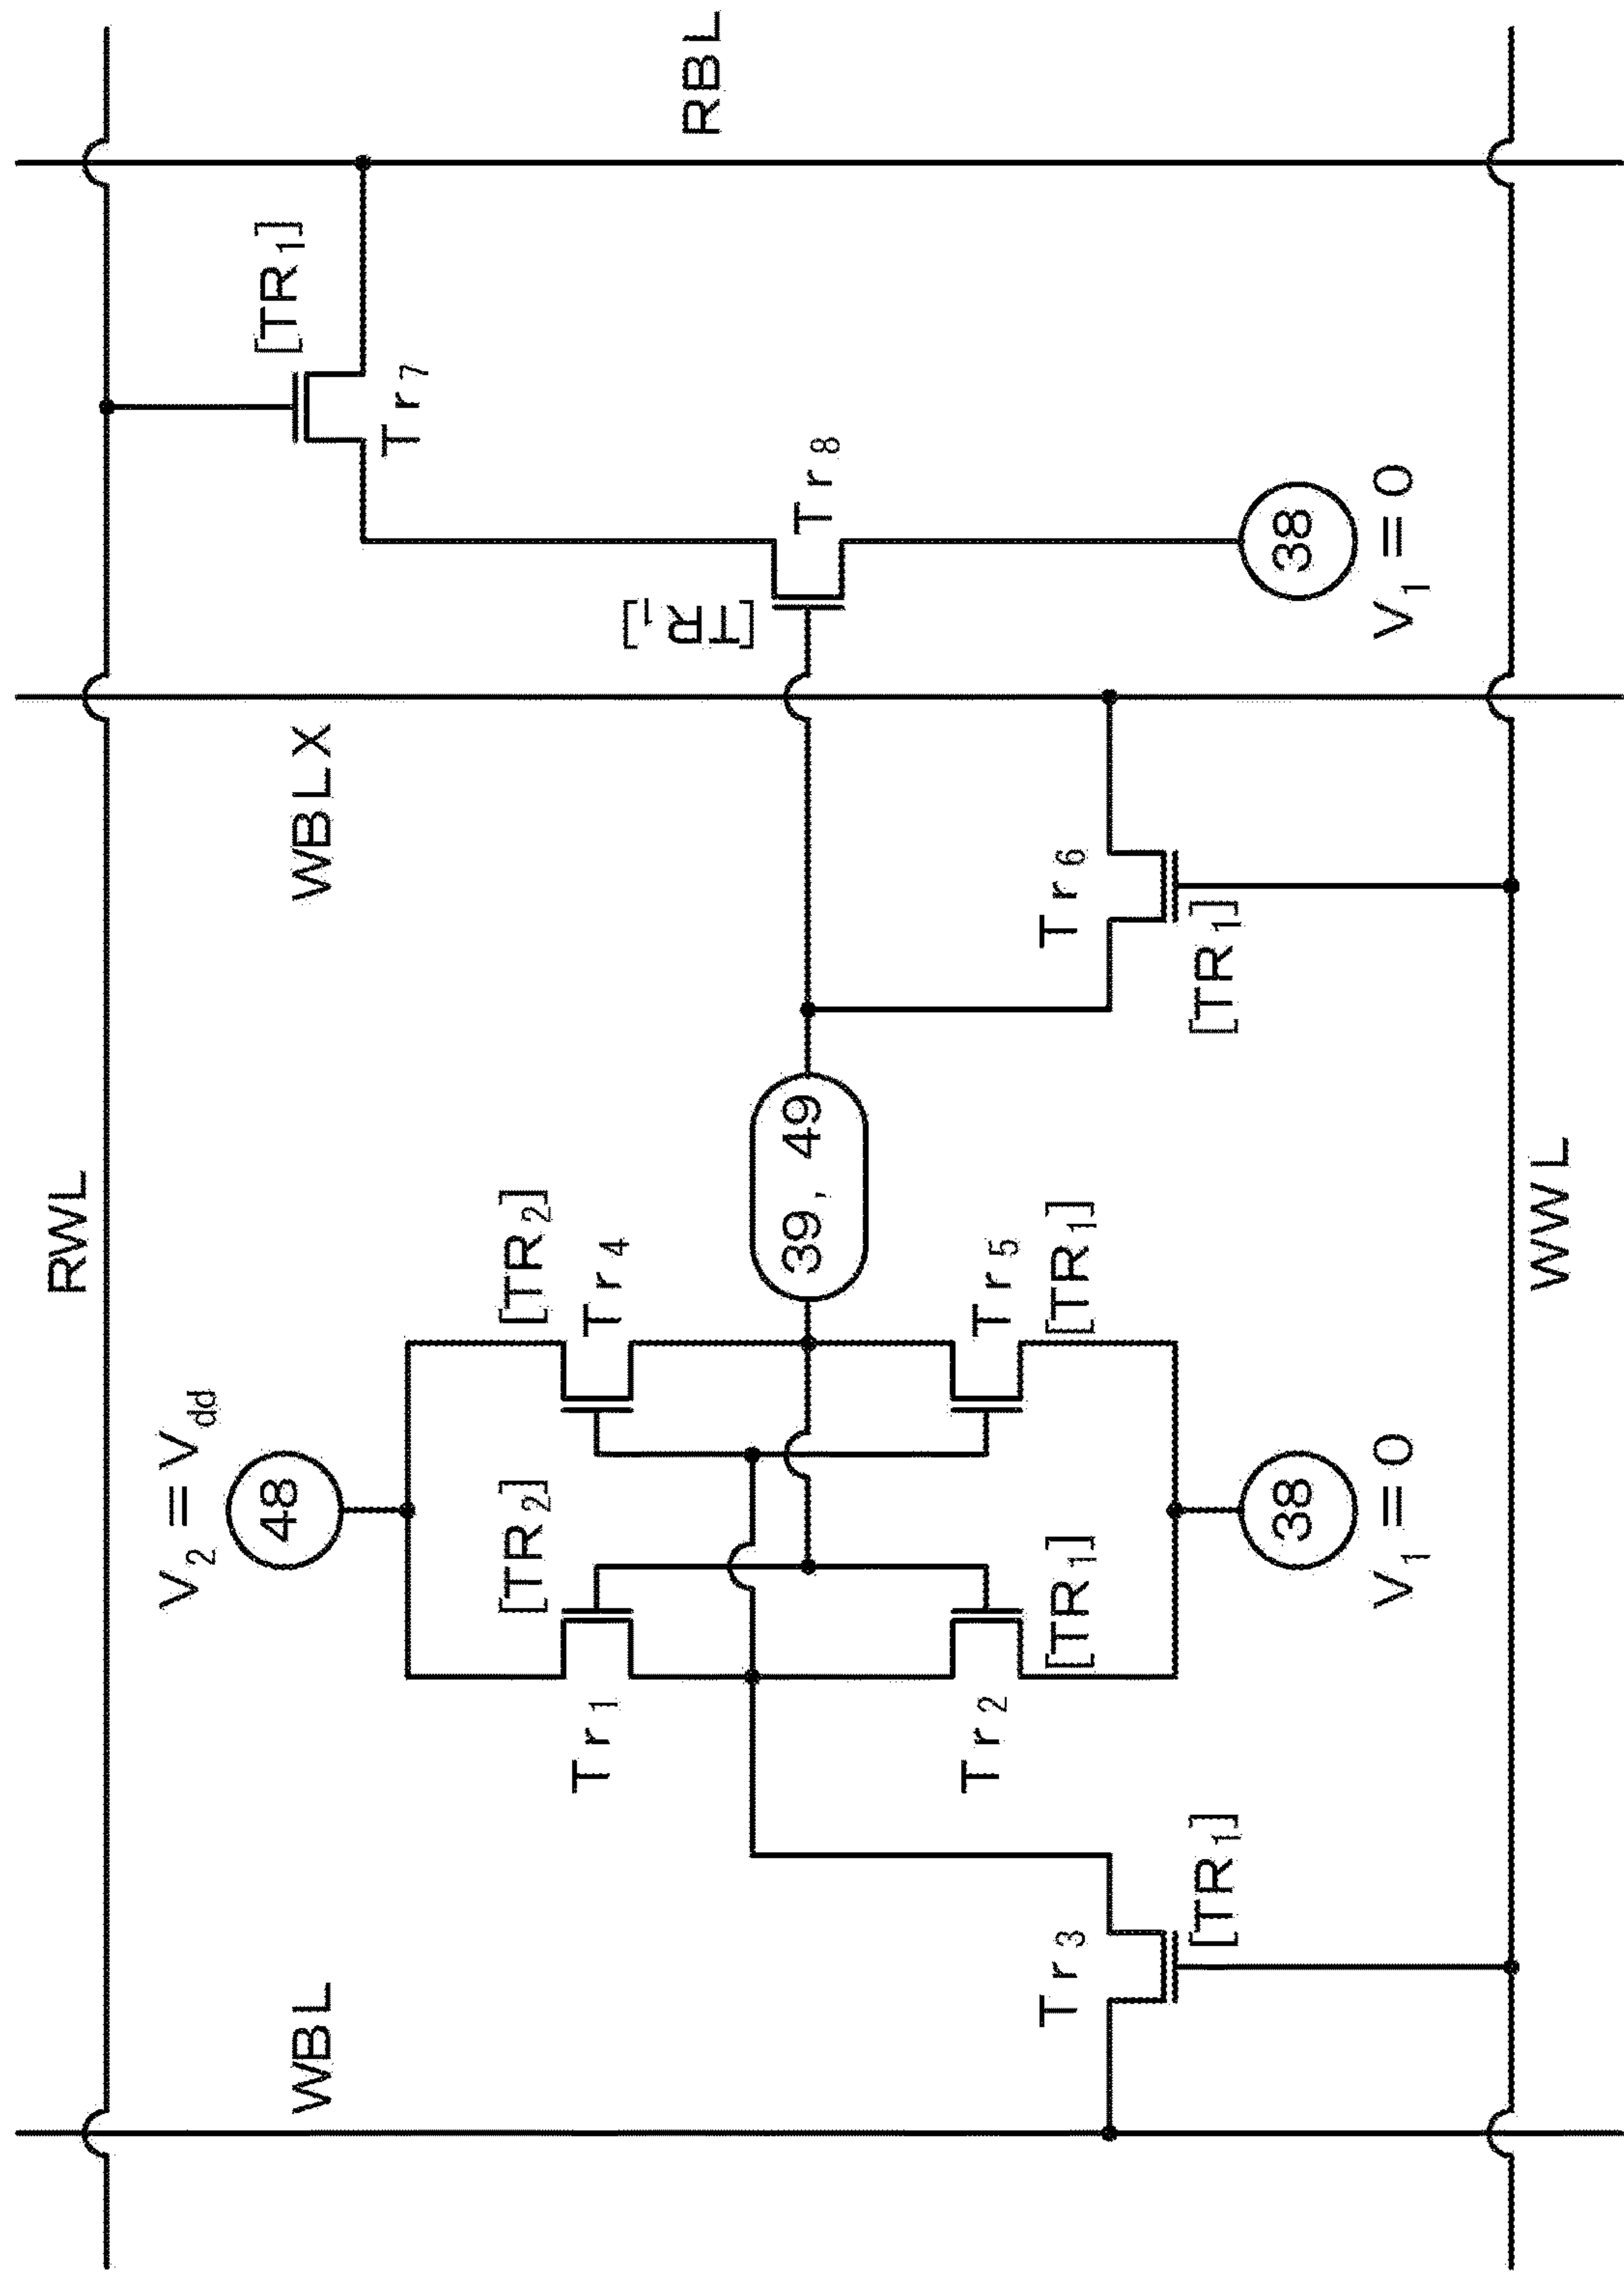 RWL
V2=Vdd
48
WBL
WBLX
[TR1]
Tr7
RBL
[TR2]
[TR2]
Tr1
Tr4
[TR1]
Tr8
39, 49
Tr2
Tr5
[TR1]
[TR1]
Tr3
Tr6
[TR1]
[TR1]
38
38
V1=0
V1=0
WWL